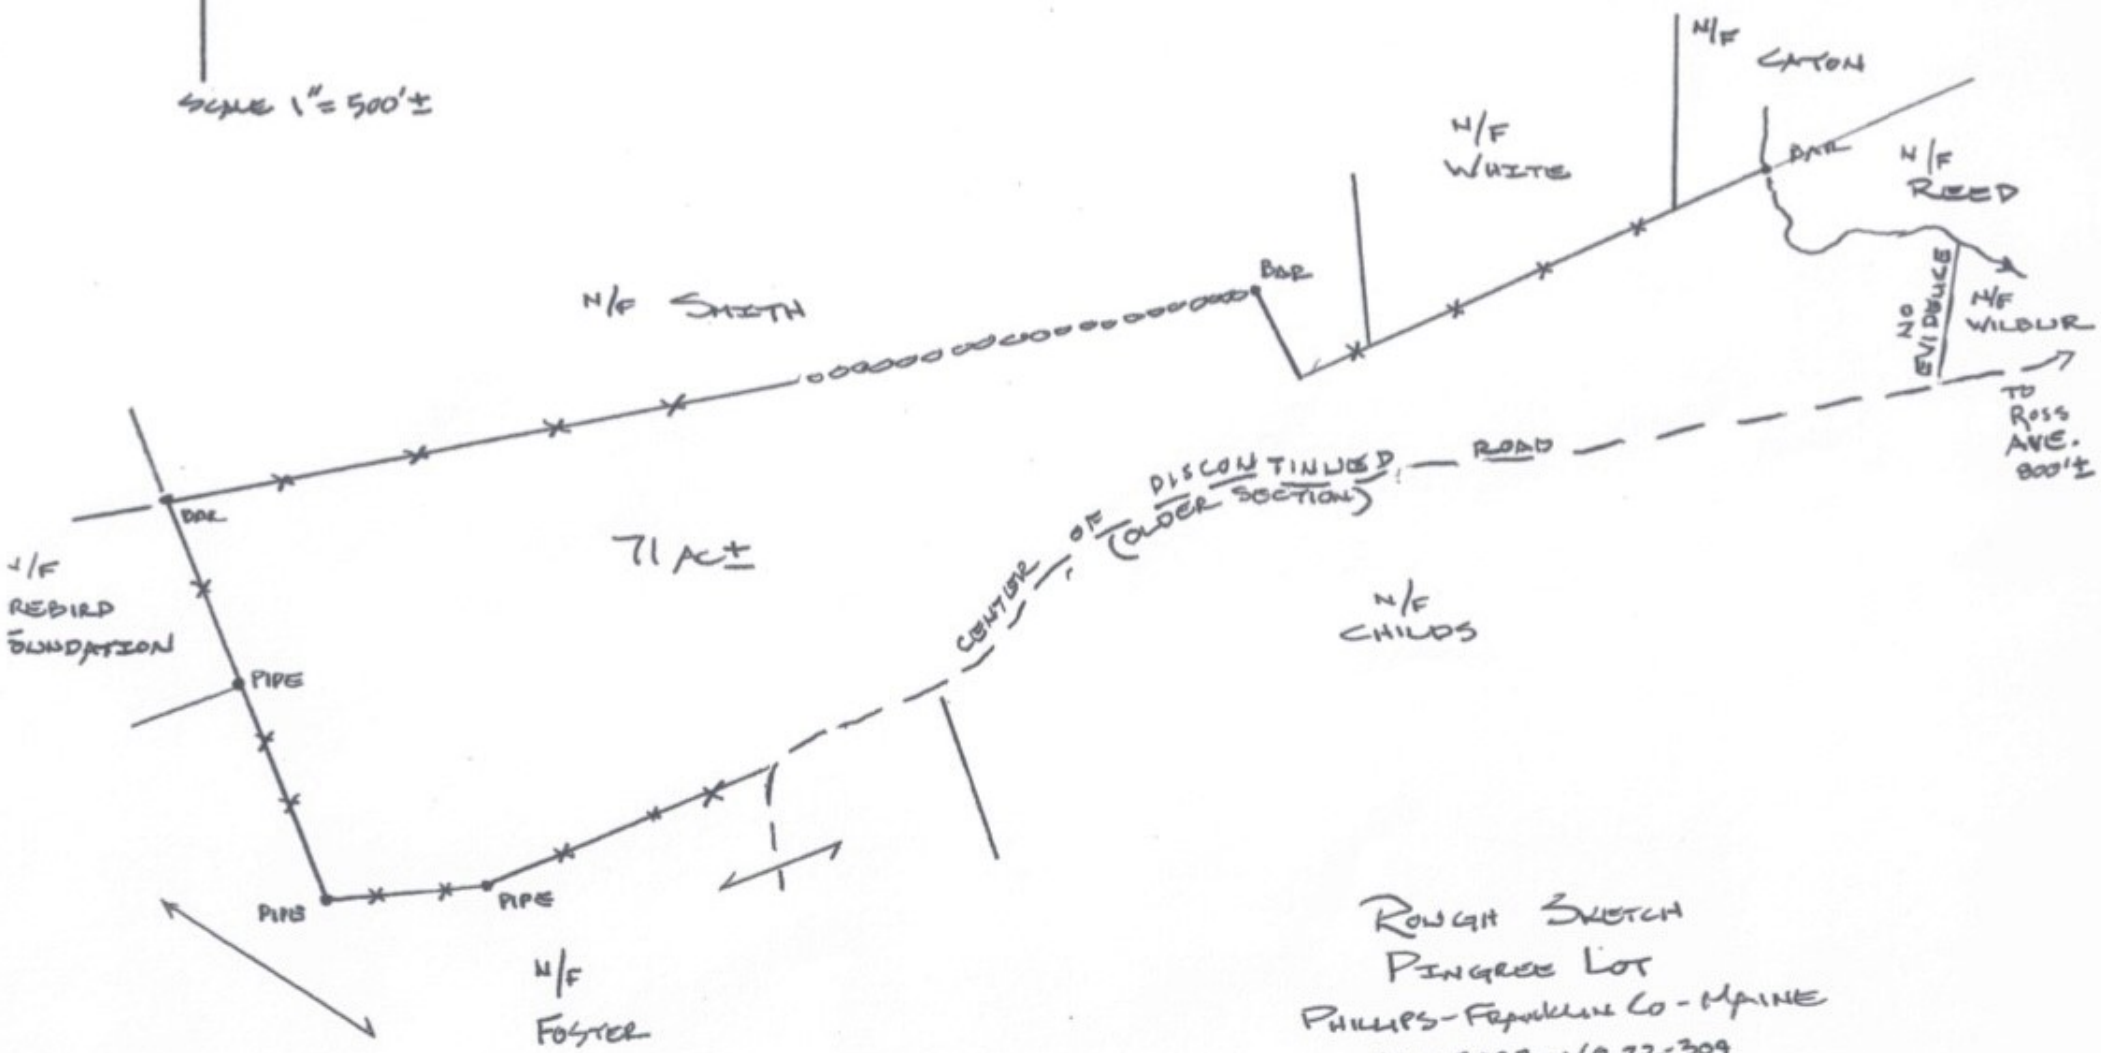 SCALE 1"= 500'±
N/F
CATON
N/F
WHITE
BAR
N/F
REED
BAR
N/F SMITH
NO
EVIDENCE
N/F
WILBUR
TO
ROSS
AVE.
800'±
CENTER OF DISCONTINUED ROAD
(OLDER SECTION)
BAR
71 AC±
/F
REBIRD
FOUNDATION
PIPE
N/F
CHILDS
PIPE
PIPE
N/F
FOSTER
ROUGH SKETCH
PINGREE LOT
PHILLIPS-FRANKLIN CO-MAINE